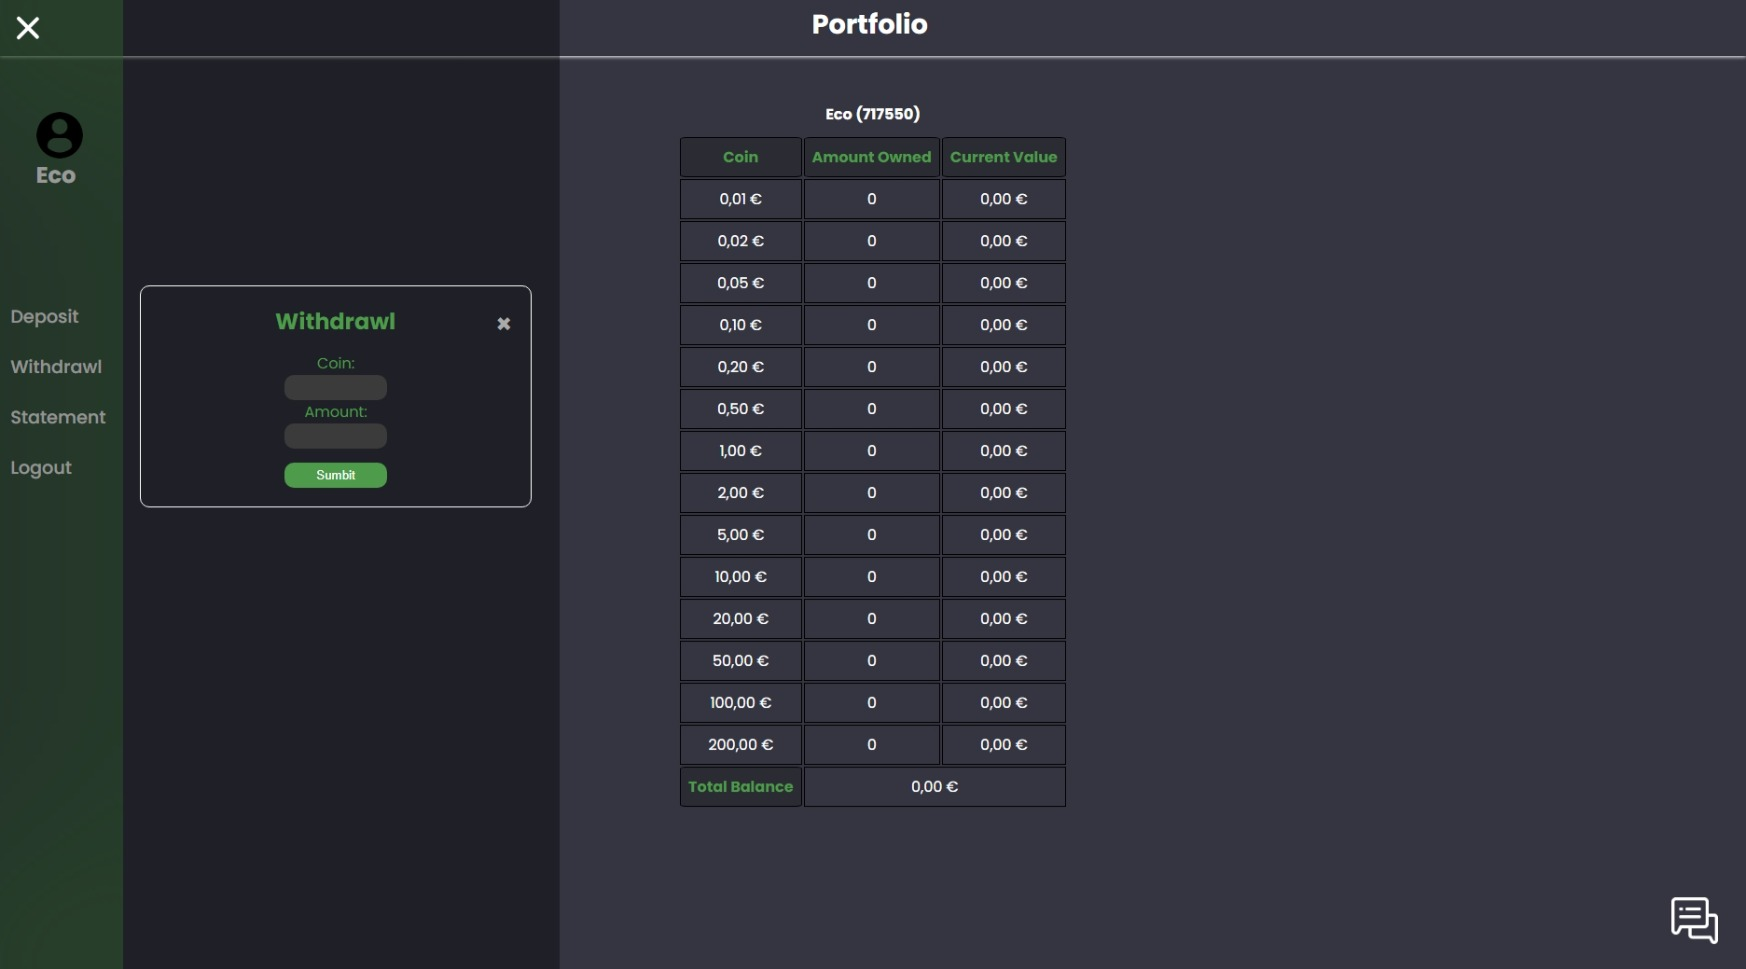 Portfolio
Eco
Deposit
Withdrawl
Statement
Logout
Withdrawl
Coin:
Amount:
Sumbit
Eco (717550)
Coin Amount Owned Current Value
0,01 € 0 0,00 €
0,02 € 0 0,00 €
0,05 € 0 0,00 €
0,10 € 0 0,00 €
0,20 € 0 0,00 €
0,50 € 0 0,00 €
1,00 € 0 0,00 €
2,00 € 0 0,00 €
5,00 € 0 0,00 €
10,00 € 0 0,00 €
20,00 € 0 0,00 €
50,00 € 0 0,00 €
100,00 € 0 0,00 €
200,00 € 0 0,00 €
Total Balance 0,00 €